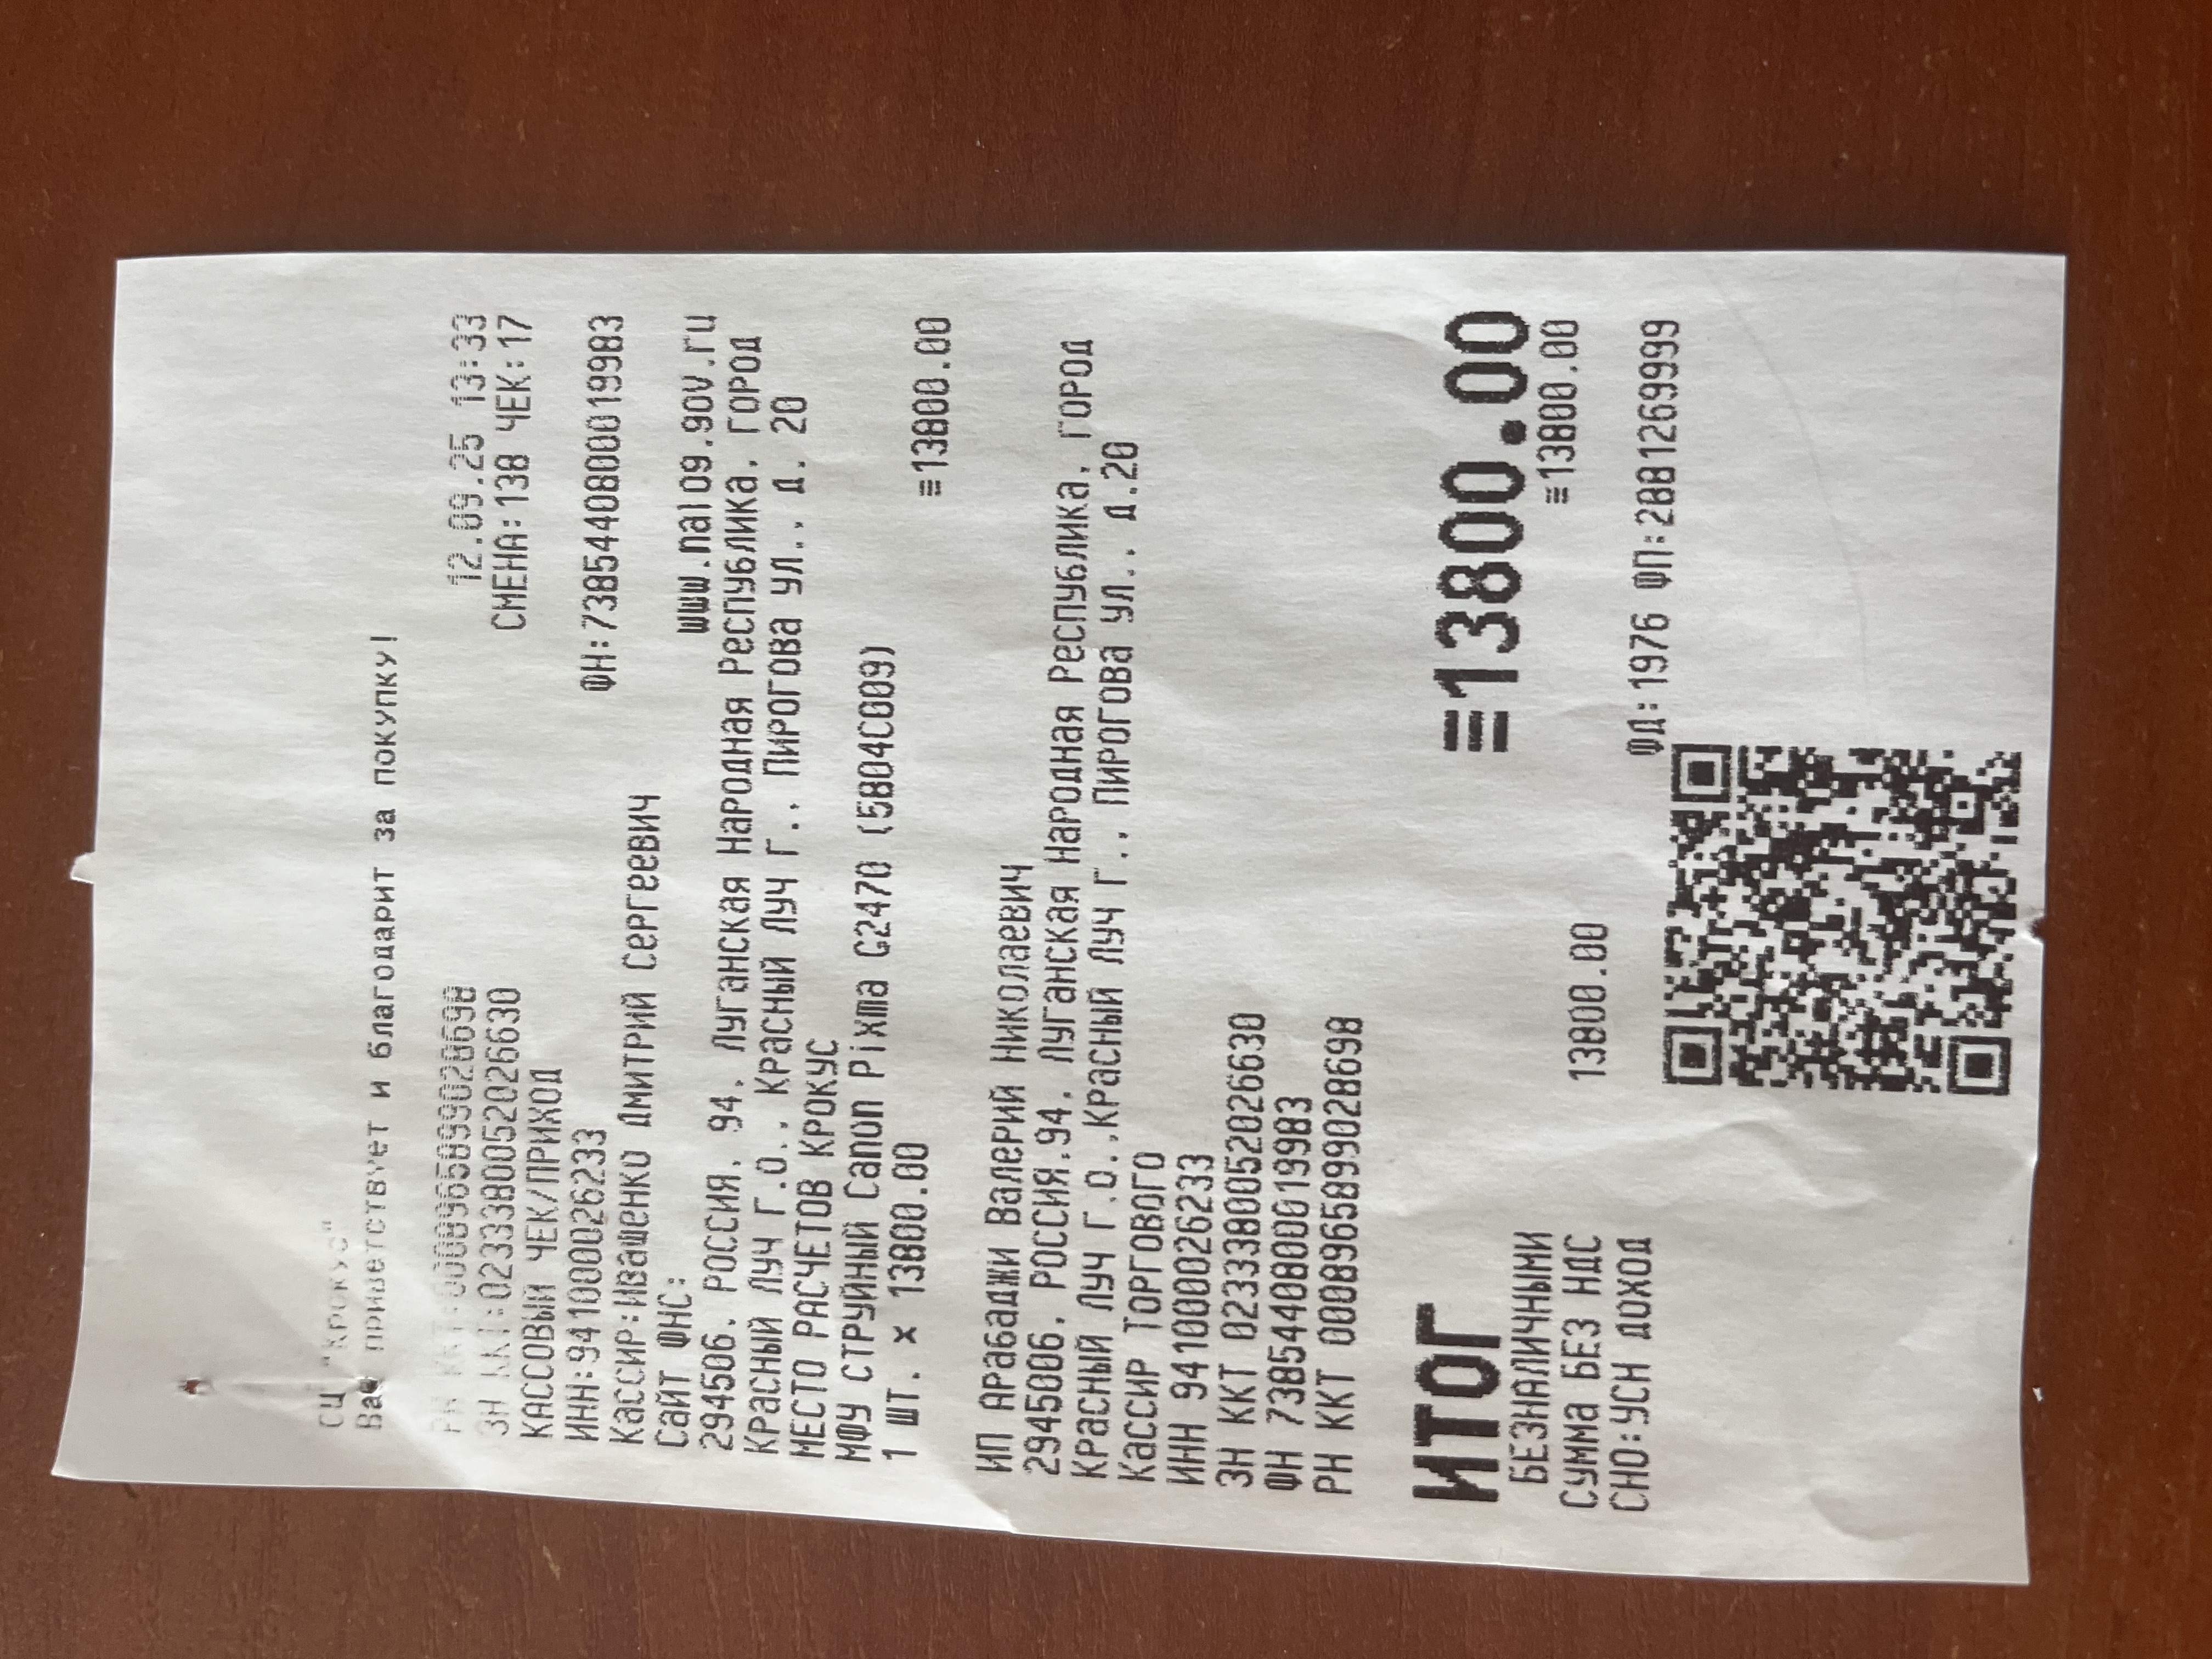 СЦ "Крокус"
Вас приветствует и благодарит за покупку!
РН ККТ:0008965899028698 12.09.25 13:33
ЗН ККТ:0233380052026630 СМЕНА:138 ЧЕК:17
КАССОВЫЙ ЧЕК/ПРИХОД
ИНН:941000026233 ФН:7385440800019983
Кассир:Иващенко Дмитрий Сергеевич
Сайт ФНС: www.nalog.gov.ru
294506, РОССИЯ, 94, Луганская Народная Республика, ГОРОД
Красный Луч Г.О., Красный Луч Г., Пирогова ул., д. 20
МЕСТО РАСЧЕТОВ КРОКУС
МФУ СТРУЙНЫЙ Canon Pixma G2470 (5804C009)
1 ШТ. x 13800.00 ≡13800.00
ИП Арабаджи Валерий Николаевич
2945006, РОССИЯ,94, Луганская Народная Республика, ГОРОД
Красный Луч Г.О.,Красный Луч Г., Пирогова ул., д.20
Кассир торгового
ИНН 941000026233
ЗН ККТ 0233380052026630
ФН 7385440800019983
РН ККТ 0008965899028698
ИТОГ ≡13800.00
БЕЗНАЛИЧНЫМИ ≡13800.00
СУММА БЕЗ НДС 13800.00
СНО:УСН ДОХОД ФД:1976 ФП:2881269999